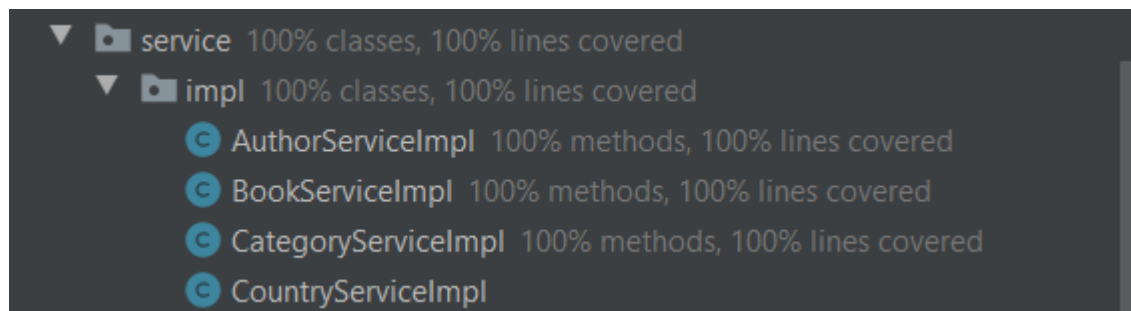 service 100% classes, 100% lines covered
impl 100% classes, 100% lines covered
C AuthorServiceImpl 100% methods, 100% lines covered
C BookServiceImpl 100% methods, 100% lines covered
C CategoryServiceImpl 100% methods, 100% lines covered
C CountryServiceImpl